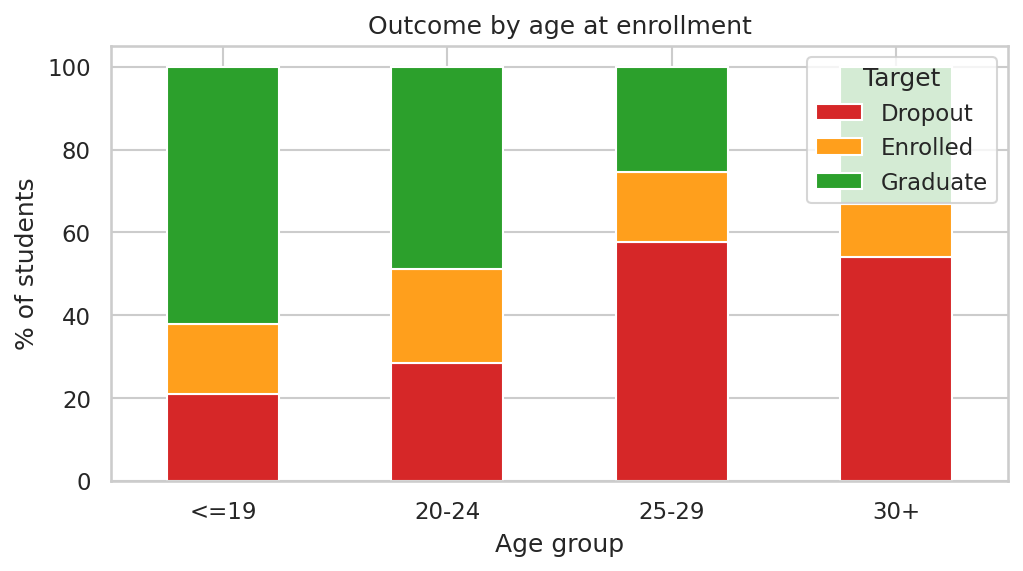 Outcome by age at enrollment
Target
Dropout
Enrolled
Graduate
100
80
60
40
20
0
% of students
<=19 20-24 25-29 30+
Age group